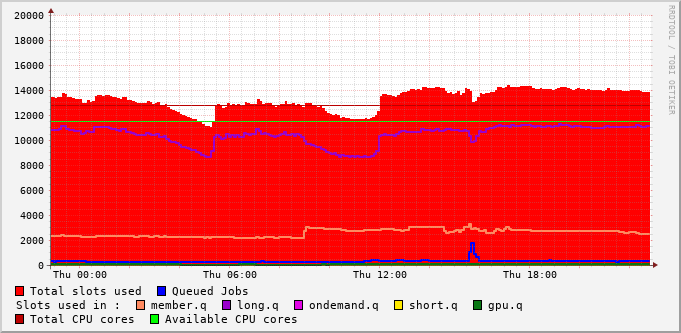 20000
18000
16000
14000
12000
10000
8000
6000
4000
2000
0
Thu 00:00 Thu 06:00 Thu 12:00 Thu 18:00
RRDTOOL / TOBI OETIKER
Total slots used Queued Jobs
Slots used in : member.q long.q ondemand.q short.q gpu.q
Total CPU cores Available CPU cores